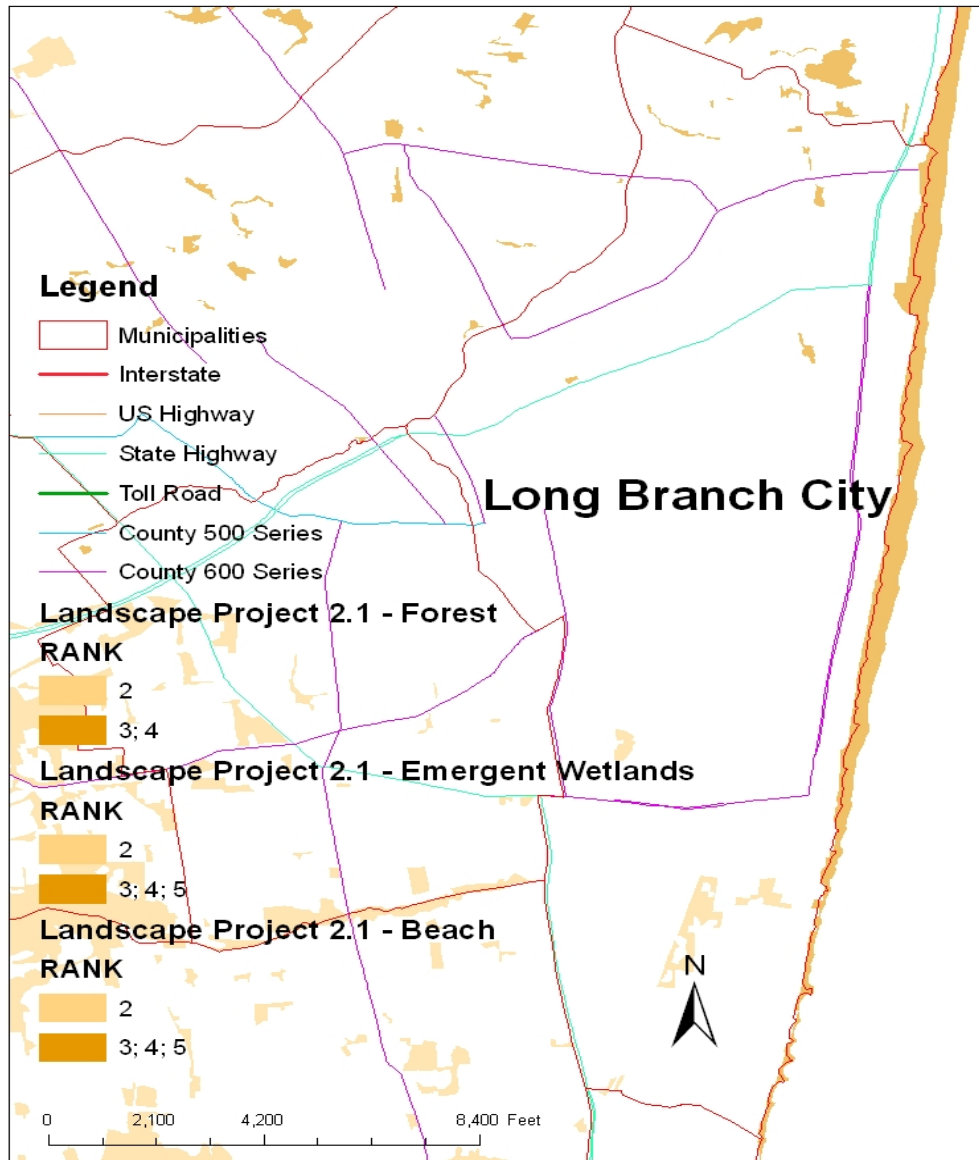 Legend
Municipalities
Interstate
US Highway
State Highway
Toll Road
County 500 Series
County 600 Series
Landscape Project 2.1 - Forest
RANK
2
3; 4
Landscape Project 2.1 - Emergent Wetlands
RANK
2
3; 4; 5
Landscape Project 2.1 - Beach
RANK
2
3; 4; 5
Long Branch City
N
0 2,100 4,200 8,400 Feet